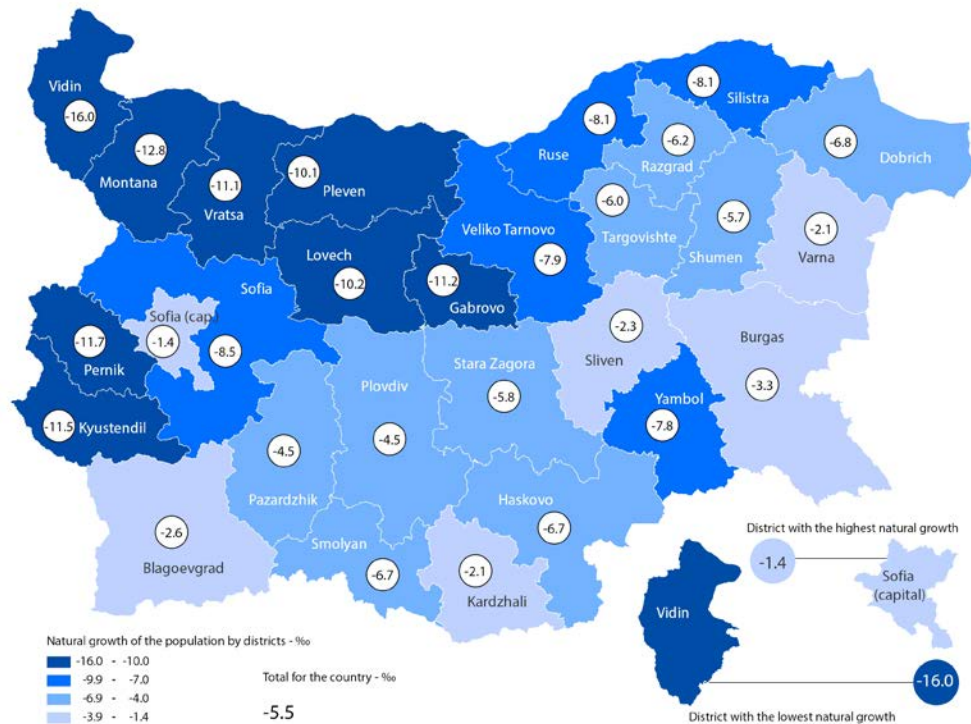 Vidin
-16.0
-12.8
Montana
-11.1
Vratsa
-10.1
Pleven
Lovech
-10.2
-11.2
Gabrovo
Veliko Tarnovo
-7.9
-8.1
Ruse
-8.1
Silistra
-6.2
Razgrad
-6.8
Dobrich
-6.0
Targovishte
-5.7
Shumen
-2.1
Varna
Sofia
-8.5
Sofia (cap.)
-1.4
-11.7
Pernik
-11.5
Kyustendil
-2.6
Blagoevgrad
-4.5
Pazardzhik
Plovdiv
-4.5
Stara Zagora
-5.8
-2.3
Sliven
Burgas
-3.3
Yambol
-7.8
Haskovo
-6.7
Smolyan
-6.7
-2.1
Kardzhali
District with the highest natural growth
-1.4
Sofia
(capital)
Vidin
-16.0
District with the lowest natural growth
Natural growth of the population by districts - ‰
-16.0 - -10.0
-9.9 - -7.0
-6.9 - -4.0
-3.9 - -1.4
Total for the country - ‰
-5.5